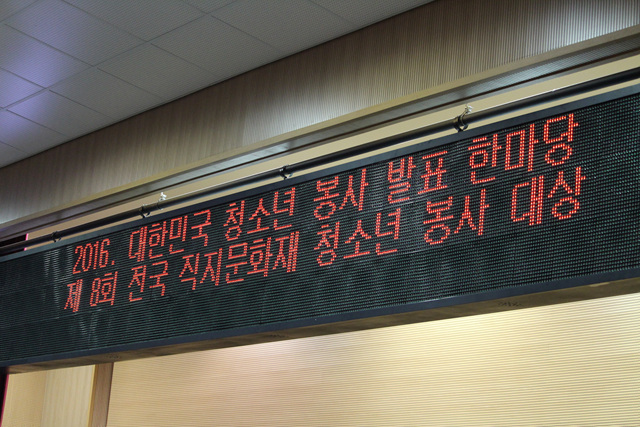 2016. 대한민국 청소년 봉사 발표 한마당
제 8회 전국 직지문화재 청소년 봉사 대상